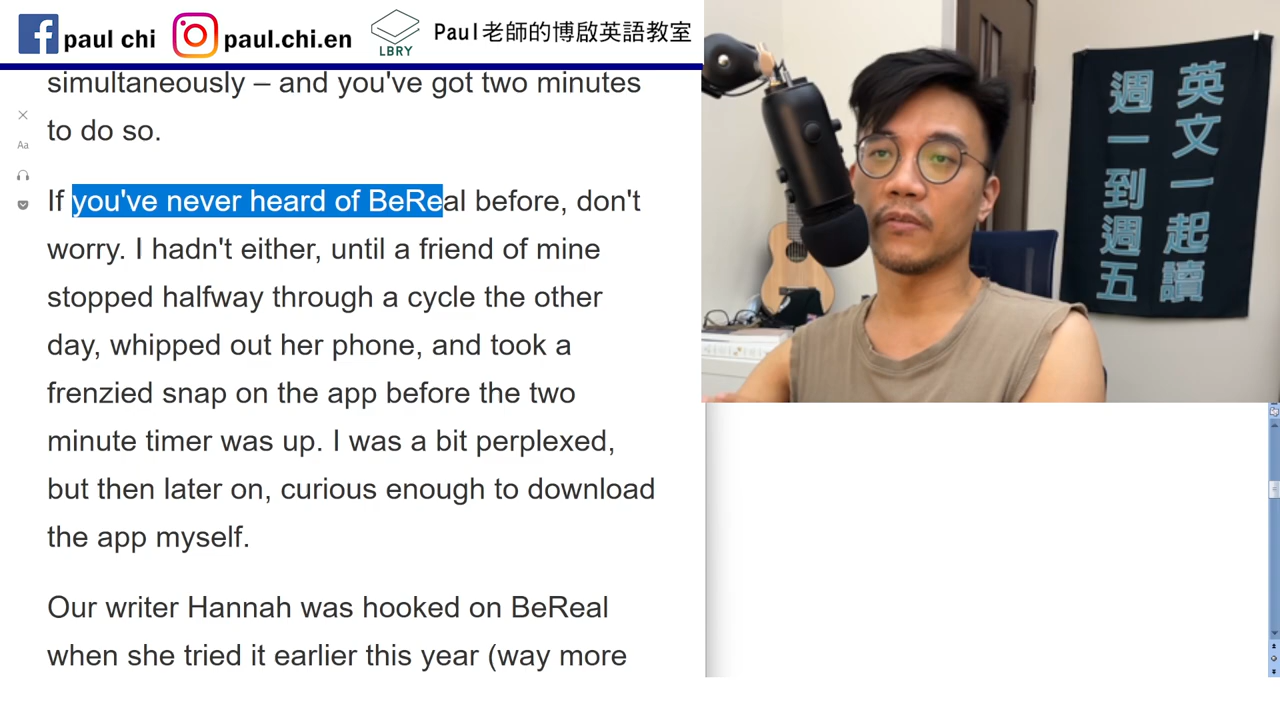 paul chi
paul.chi.en
LBRY
Paul老師的博啟英語教室
simultaneously – and you've got two minutes
to do so.
Aa
If you've never heard of BeReal before, don't
worry. I hadn't either, until a friend of mine
stopped halfway through a cycle the other
day, whipped out her phone, and took a
frenzied snap on the app before the two
minute timer was up. I was a bit perplexed,
but then later on, curious enough to download
the app myself.
Our writer Hannah was hooked on BeReal
when she tried it earlier this year (way more
英文一起讀
週一到週五